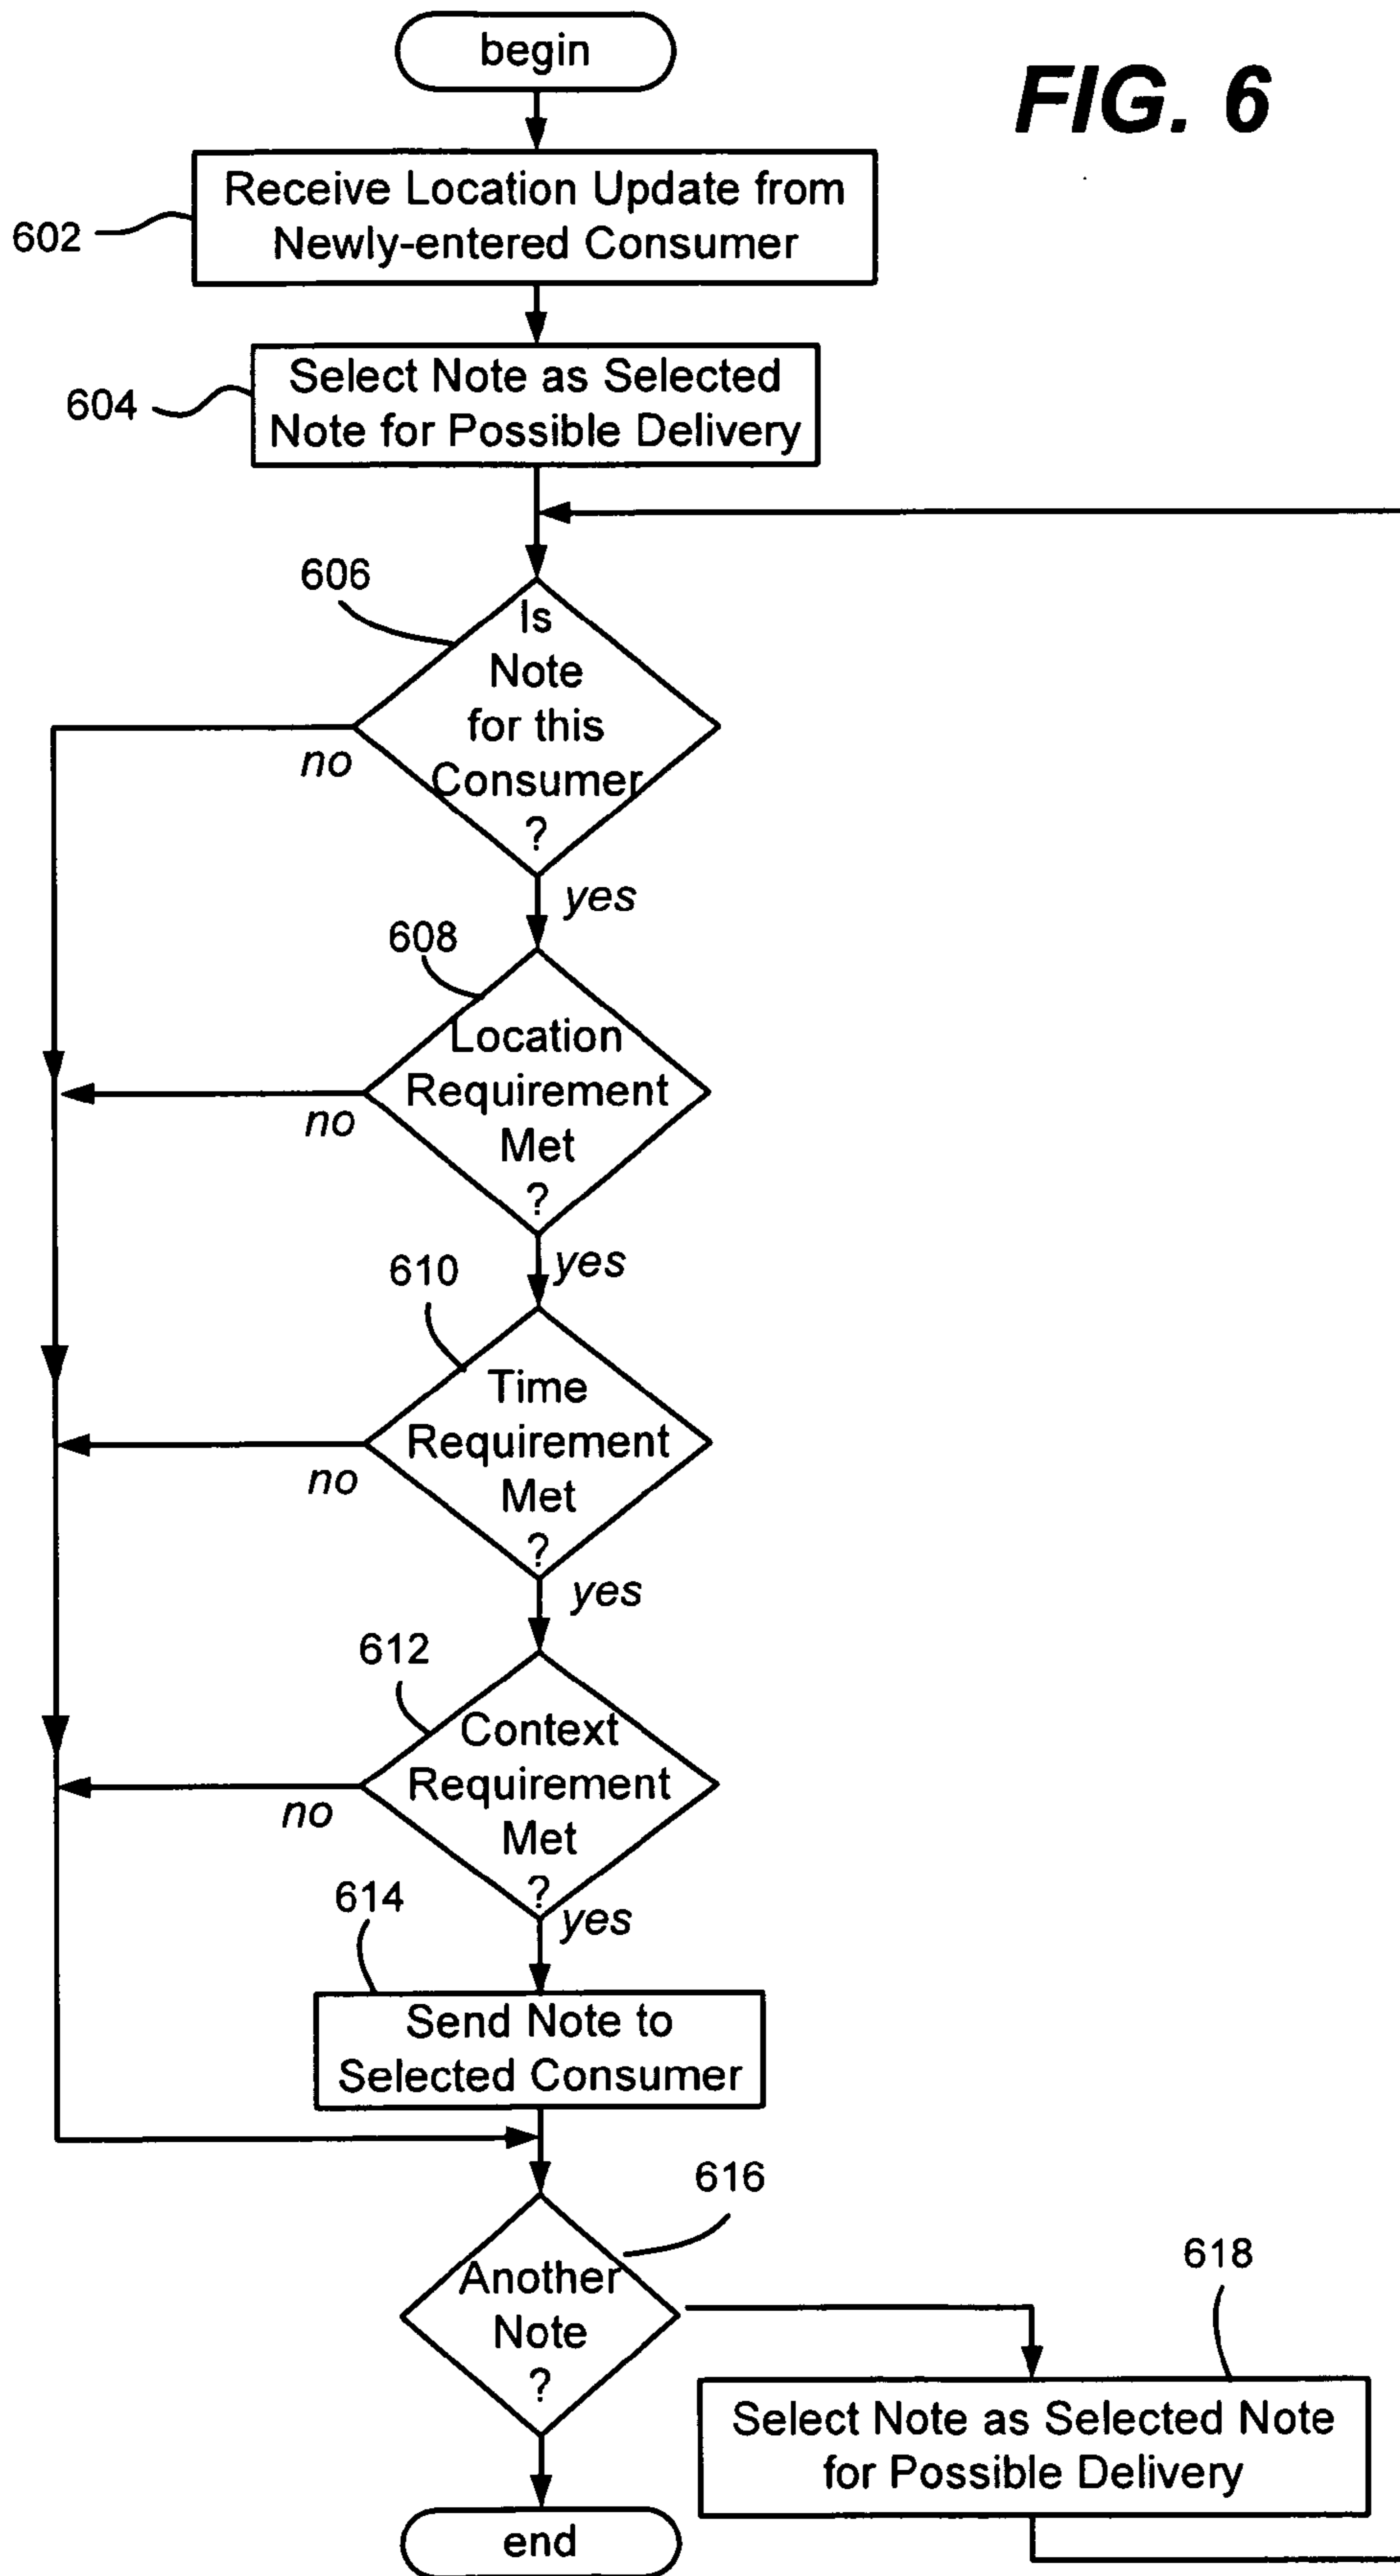 begin
FIG. 6
Receive Location Update from
Newly-entered Consumer
602
Select Note as Selected
Note for Possible Delivery
604
606
Is
Note
for this
Consumer
?
no
yes
608
Location
Requirement
Met
?
no
yes
610
Time
Requirement
Met
?
no
yes
612
Context
Requirement
Met
?
no
yes
614
Send Note to
Selected Consumer
616
Another
Note
?
618
Select Note as Selected Note
for Possible Delivery
end